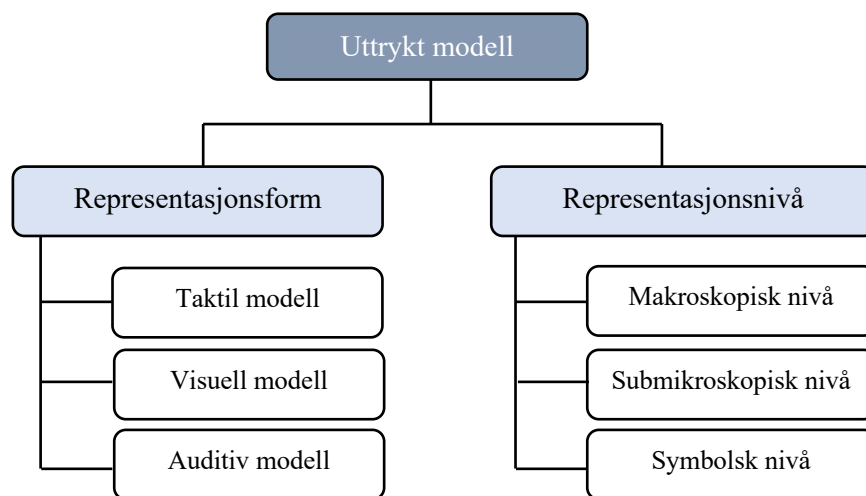 Uttrykt modell
Representasjonsform
Taktil modell
Visuell modell
Auditiv modell
Representasjonsnivå
Makroskopisk nivå
Submikroskopisk nivå
Symbolsk nivå